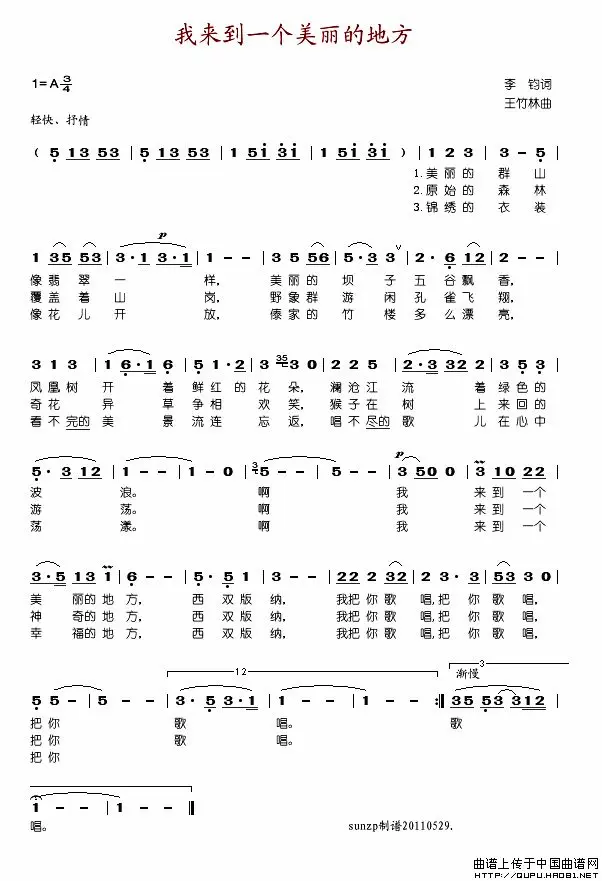 我来到一个美丽的地方
1=A 3/4
李 钧词
王竹林曲
轻快、抒情
( 5 13 53 | 5 13 53 | 1 5i 3i | 1 5i 3i ) | 1 2 3 | 3 - 5 |
1.美丽的 群 山
2.原始的 森 林
3.锦绣的 衣 装
p
1 35 53 | 3·1 3·1 | 1 - - | 3 5 56 | 5· 3 3 | 2· 6 12 | 2 - - |
像翡翠一 样, 美丽的 坝 子五谷飘香,
覆盖着山 岗, 野象群 游 闲孔雀飞 翔,
像花儿开 放, 傣家的 竹 楼多么漂 亮,
3 1 3 | 1 6·1 6 | 5 1·2 | 3 35 30 | 2 2 5 | 2·3 32 2 | 3 5 3 |
凤凰树 开 着 鲜红的 花 朵, 澜沧江 流 着绿色的
奇花 异 草争相 欢 笑, 猴子在 树 上来回的
看不完的美 景流连 忘 返, 唱不尽的歌 儿在心中
p
5· 3 12 | 1 - - | 1 - 0 | 3 5 - - | 5 - - | 3 50 0 | 3 10 22 |
波 浪。 啊 我 来到 一个
游 荡。 啊 我 来到 一个
荡 漾。 啊 我 来到 一个
3·5 13 1 | 6 - - | 5· 5 1 | 3 - - | 22 2 32 | 2 3· 3 | 53 3 0 |
美 丽的地 方, 西 双版 纳, 我把 你歌 唱,把 你歌 唱,
神 奇的地 方, 西 双版 纳, 我把 你歌 唱,把 你歌 唱,
幸 福的地 方, 西 双版 纳, 我把 你歌 唱,把 你歌 唱,
12
3
渐慢
5 5 - | 5 - - | 3· 5 3·1 | 1 - - | 1 - - :‖ 35 53 312 |
把你 歌 唱。 歌
把你 歌 唱。
把你
1 - - | 1 - - ‖
唱。
sunzp制谱20110529.
曲谱上传于中国曲谱网
HTTP://QUPU.HAO81.NET